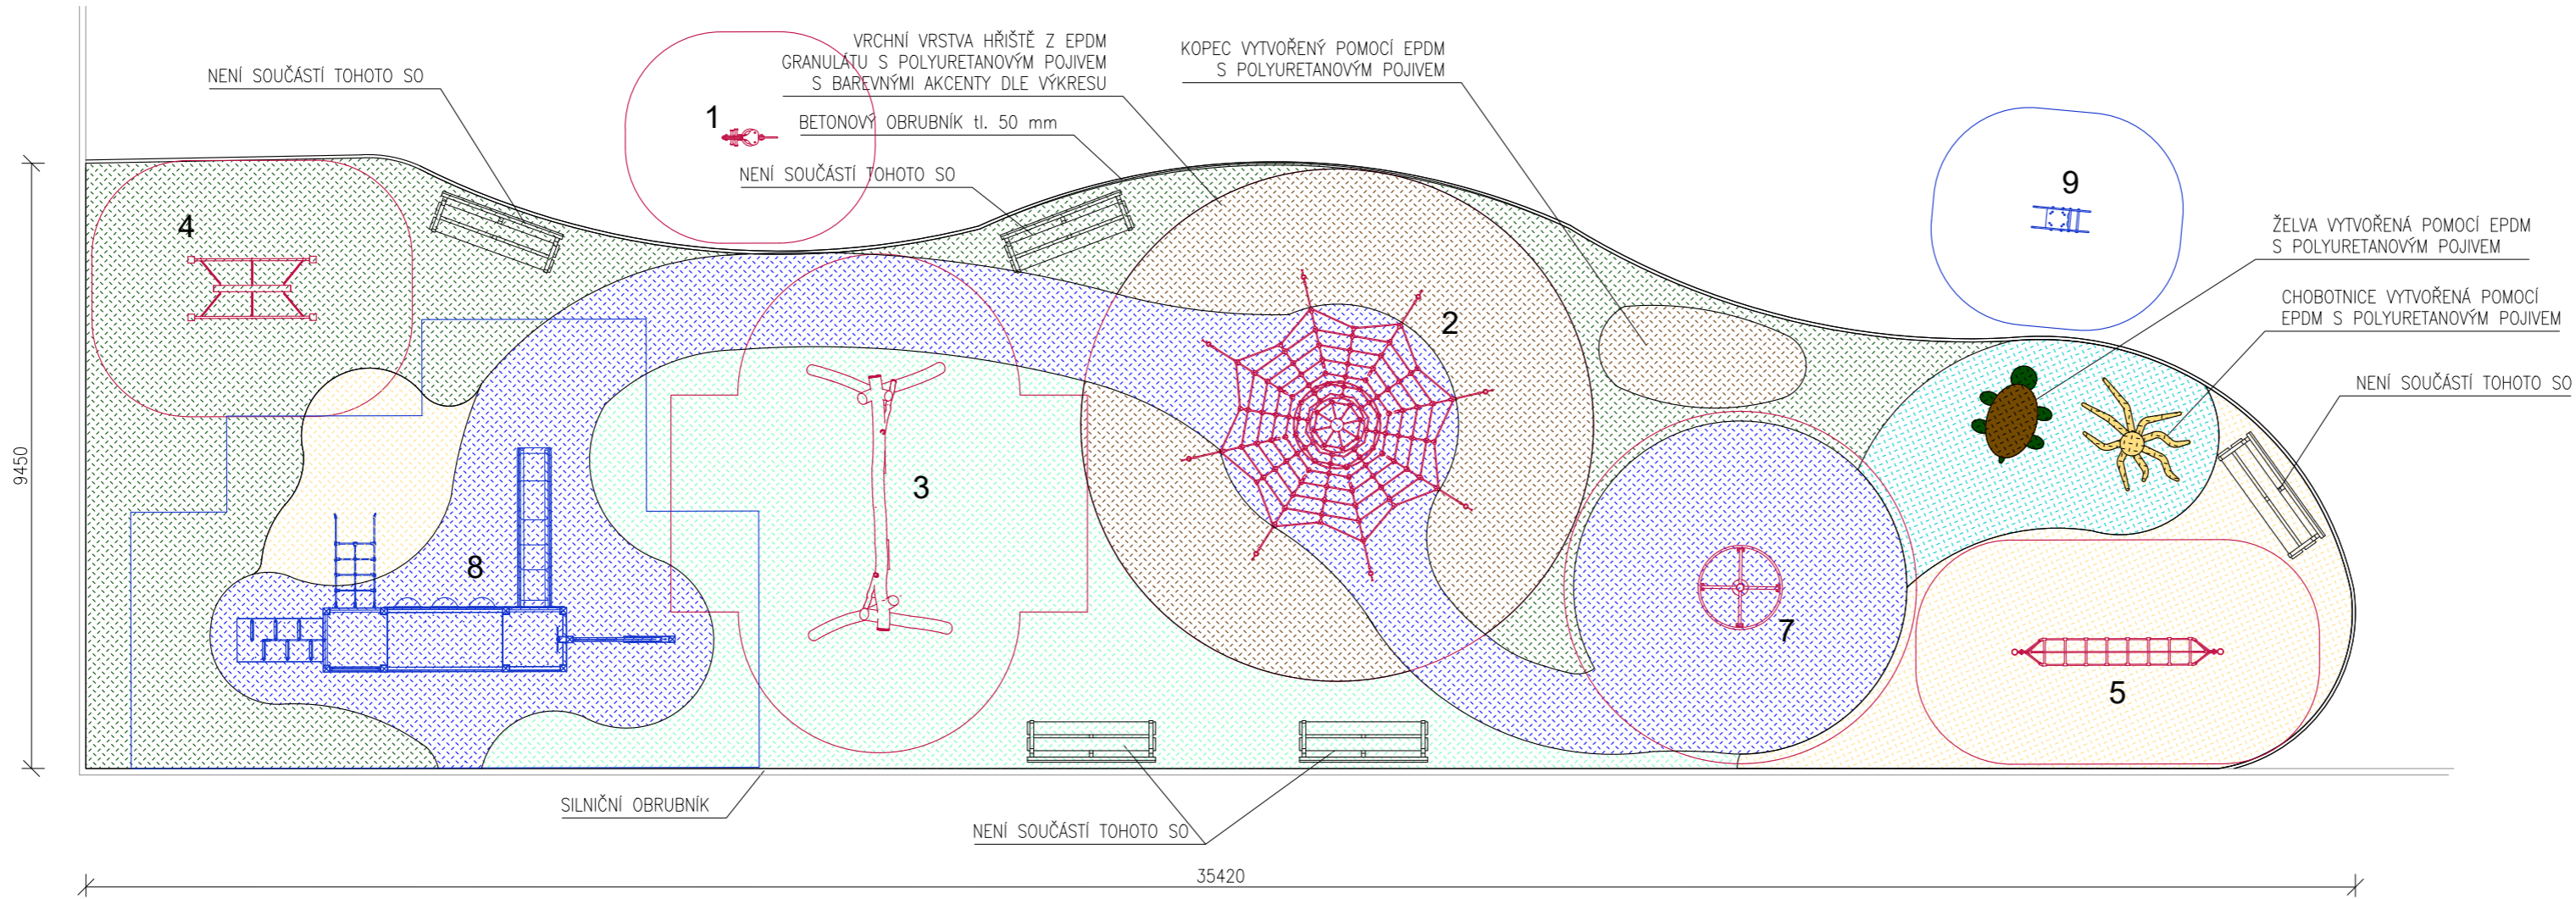 VRCHNÍ VRSTVA HŘIŠTĚ Z EPDM
GRANULÁTU S POLYURETANOVÝM POJIVEM
S BAREVNÝMI AKCENTY DLE VÝKRESU
KOPEC VYTVOŘENÝ POMOCÍ EPDM
S POLYURETANOVÝM POJIVEM
NENÍ SOUČÁSTÍ TOHOTO SO
1
BETONOVÝ OBRUBNÍK tl. 50 mm
NENÍ SOUČÁSTÍ TOHOTO SO
9
4
ŽELVA VYTVOŘENÁ POMOCÍ EPDM
S POLYURETANOVÝM POJIVEM
CHOBOTNICE VYTVOŘENÁ POMOCÍ
EPDM S POLYURETANOVÝM POJIVEM
2
NENÍ SOUČÁSTÍ TOHOTO SO
9450
3
8
7
5
SILNIČNÍ OBRUBNÍK
NENÍ SOUČÁSTÍ TOHOTO SO
35420